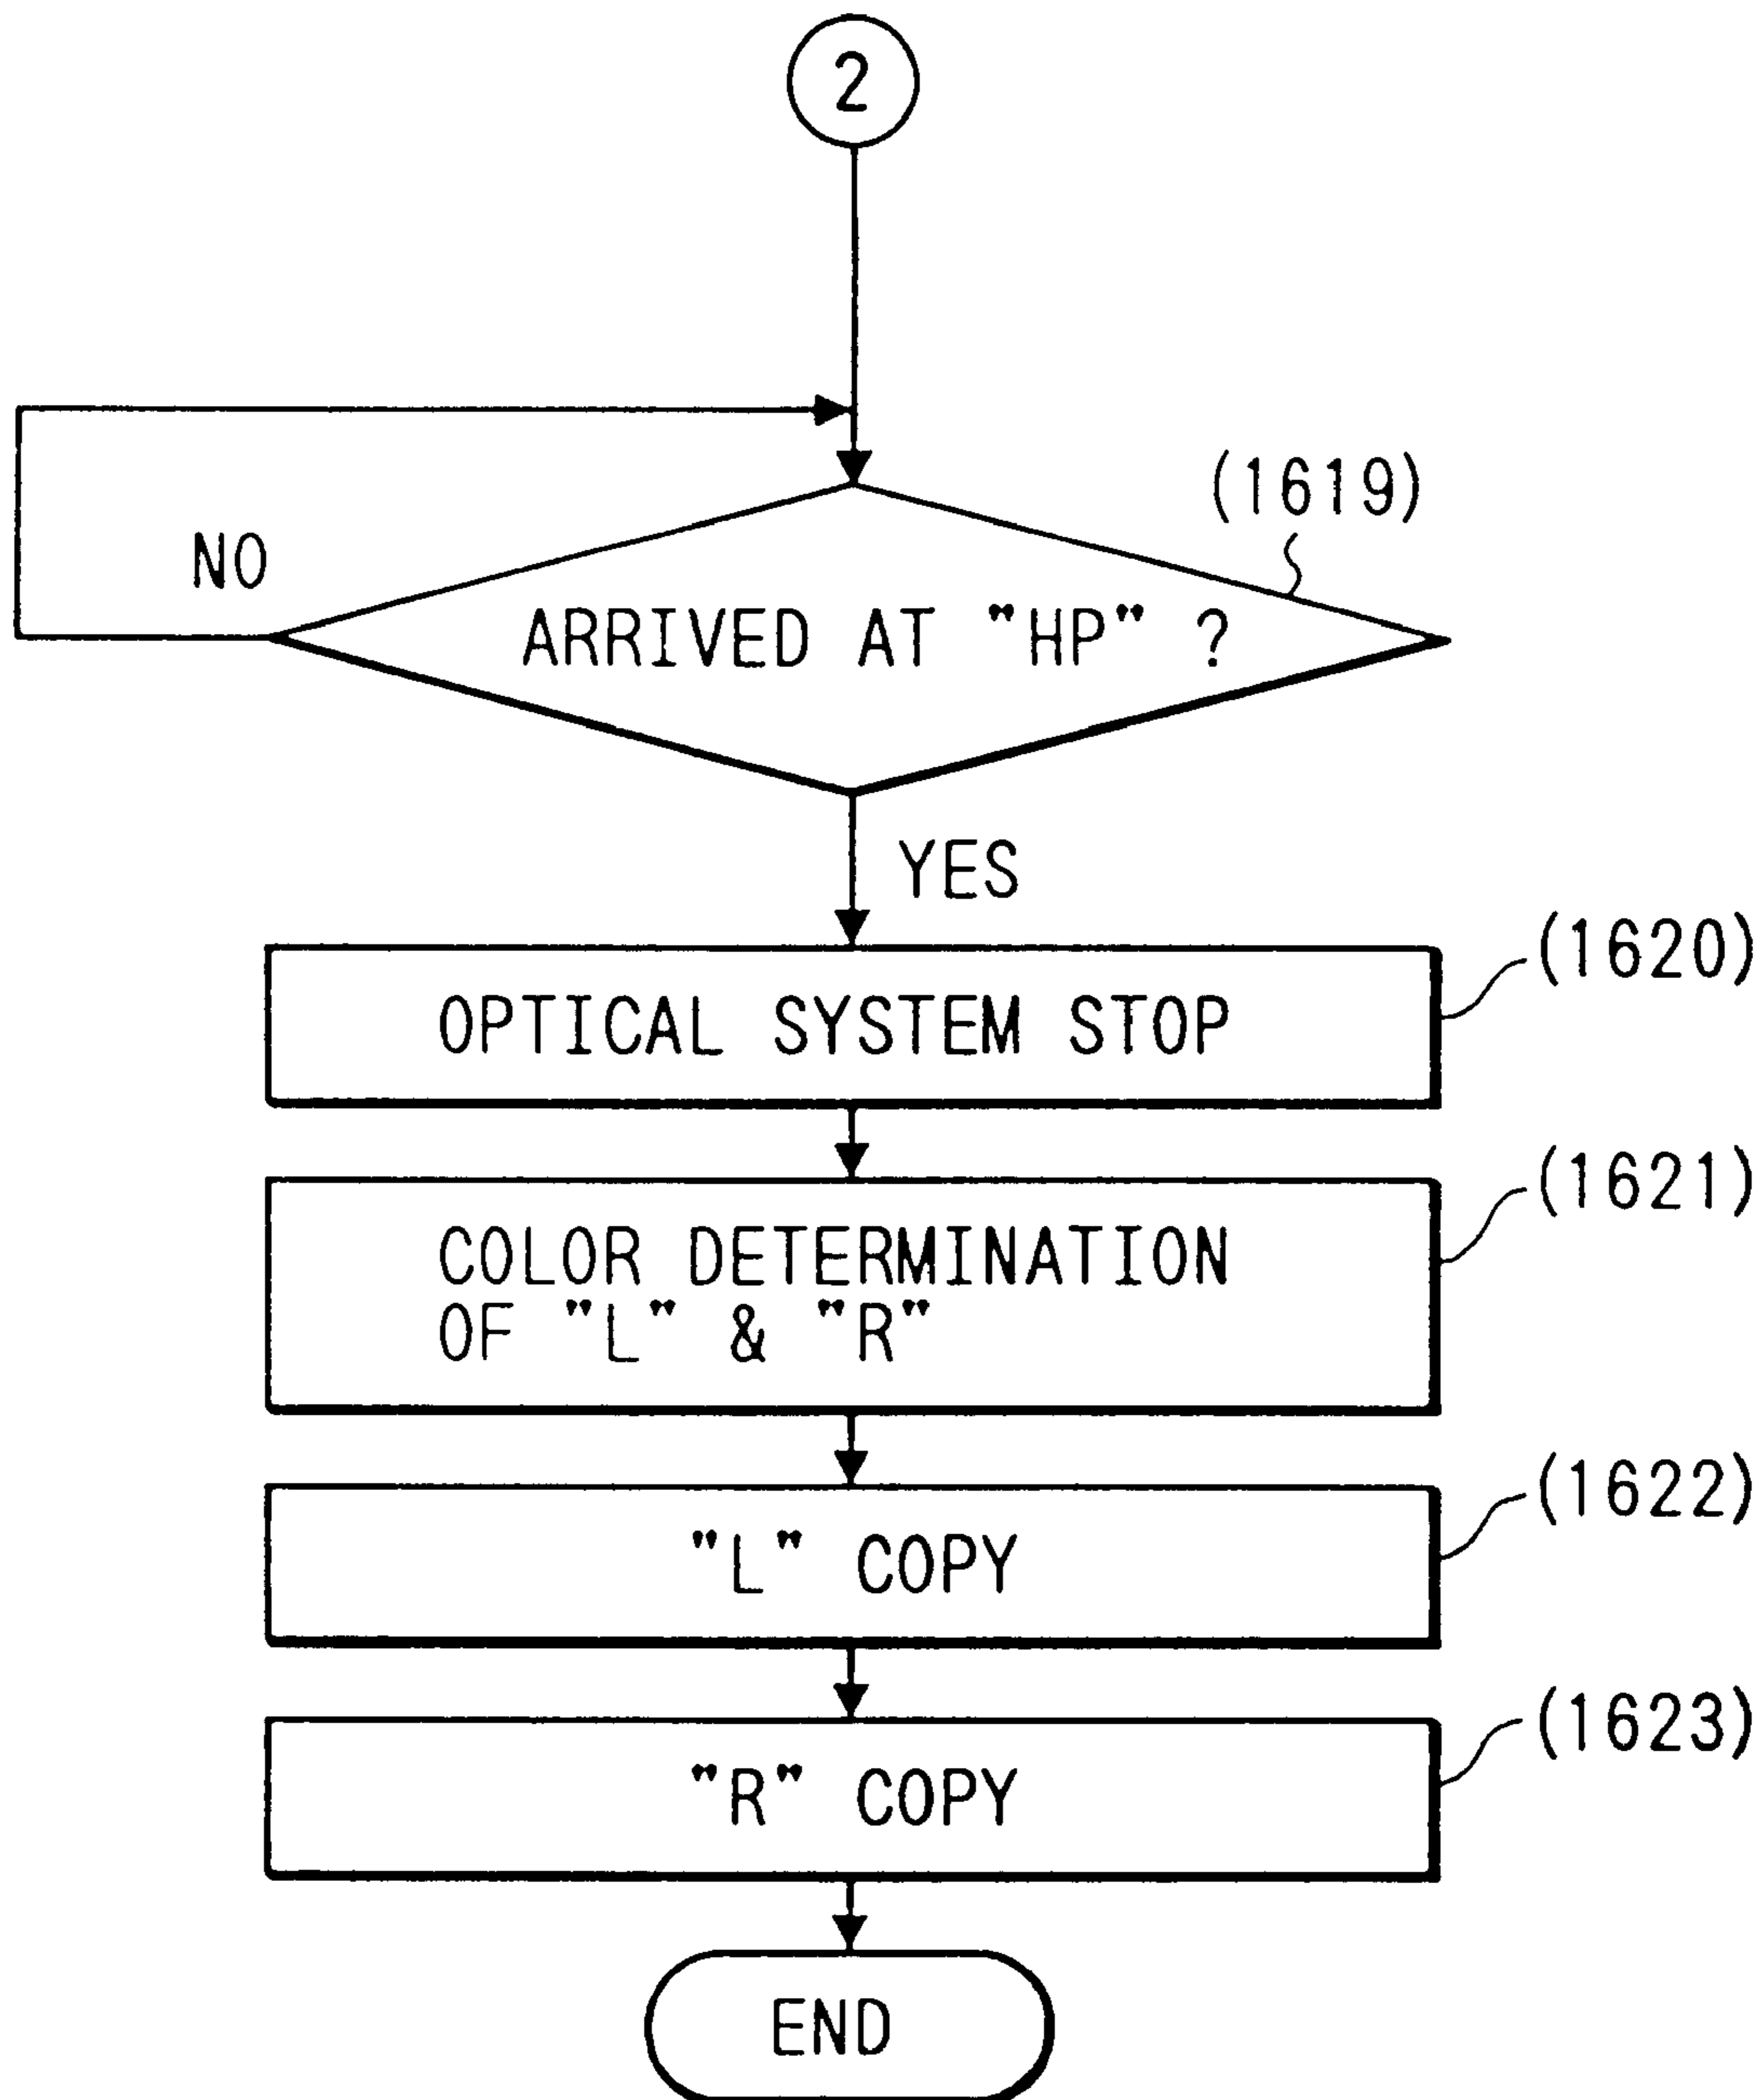 2
(1619)
NO
ARRIVED AT "HP" ?
YES
(1620)
OPTICAL SYSTEM STOP
(1621)
COLOR DETERMINATION
OF "L" & "R"
(1622)
"L" COPY
(1623)
"R" COPY
END